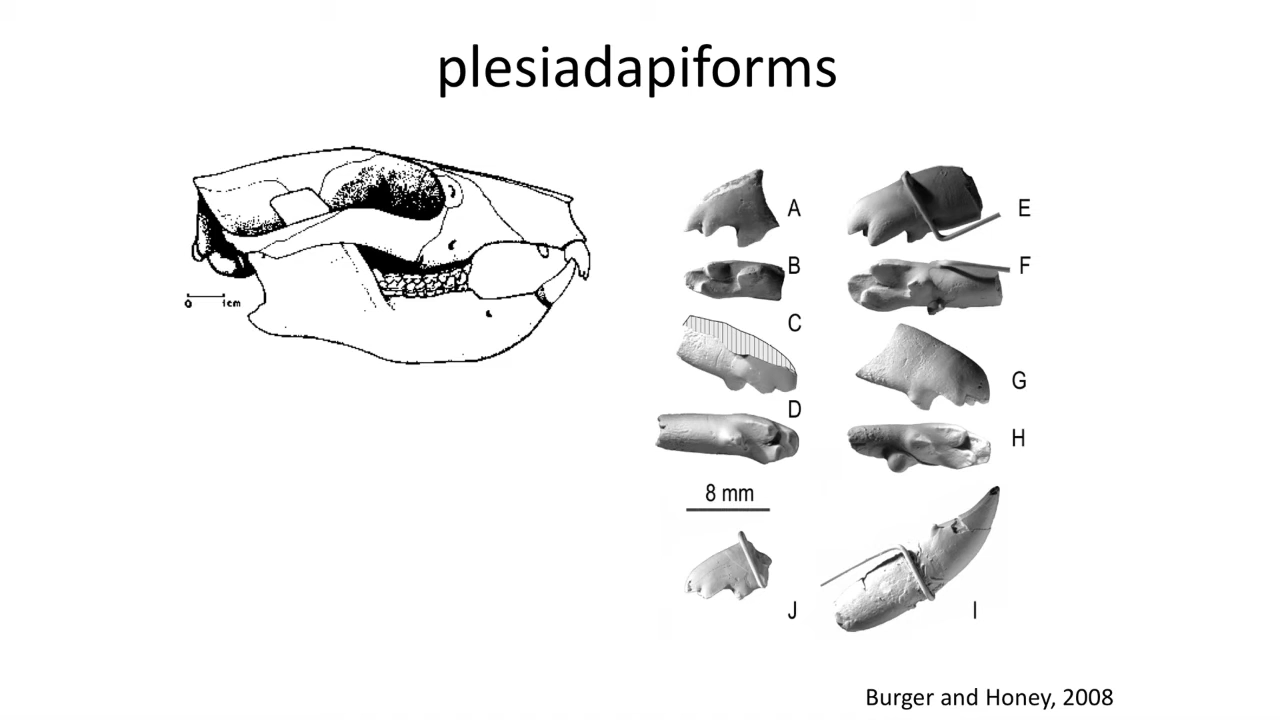 plesiadapiforms
A
E
B
F
0 1cm
C
G
D
H
8 mm
J
I
Burger and Honey, 2008